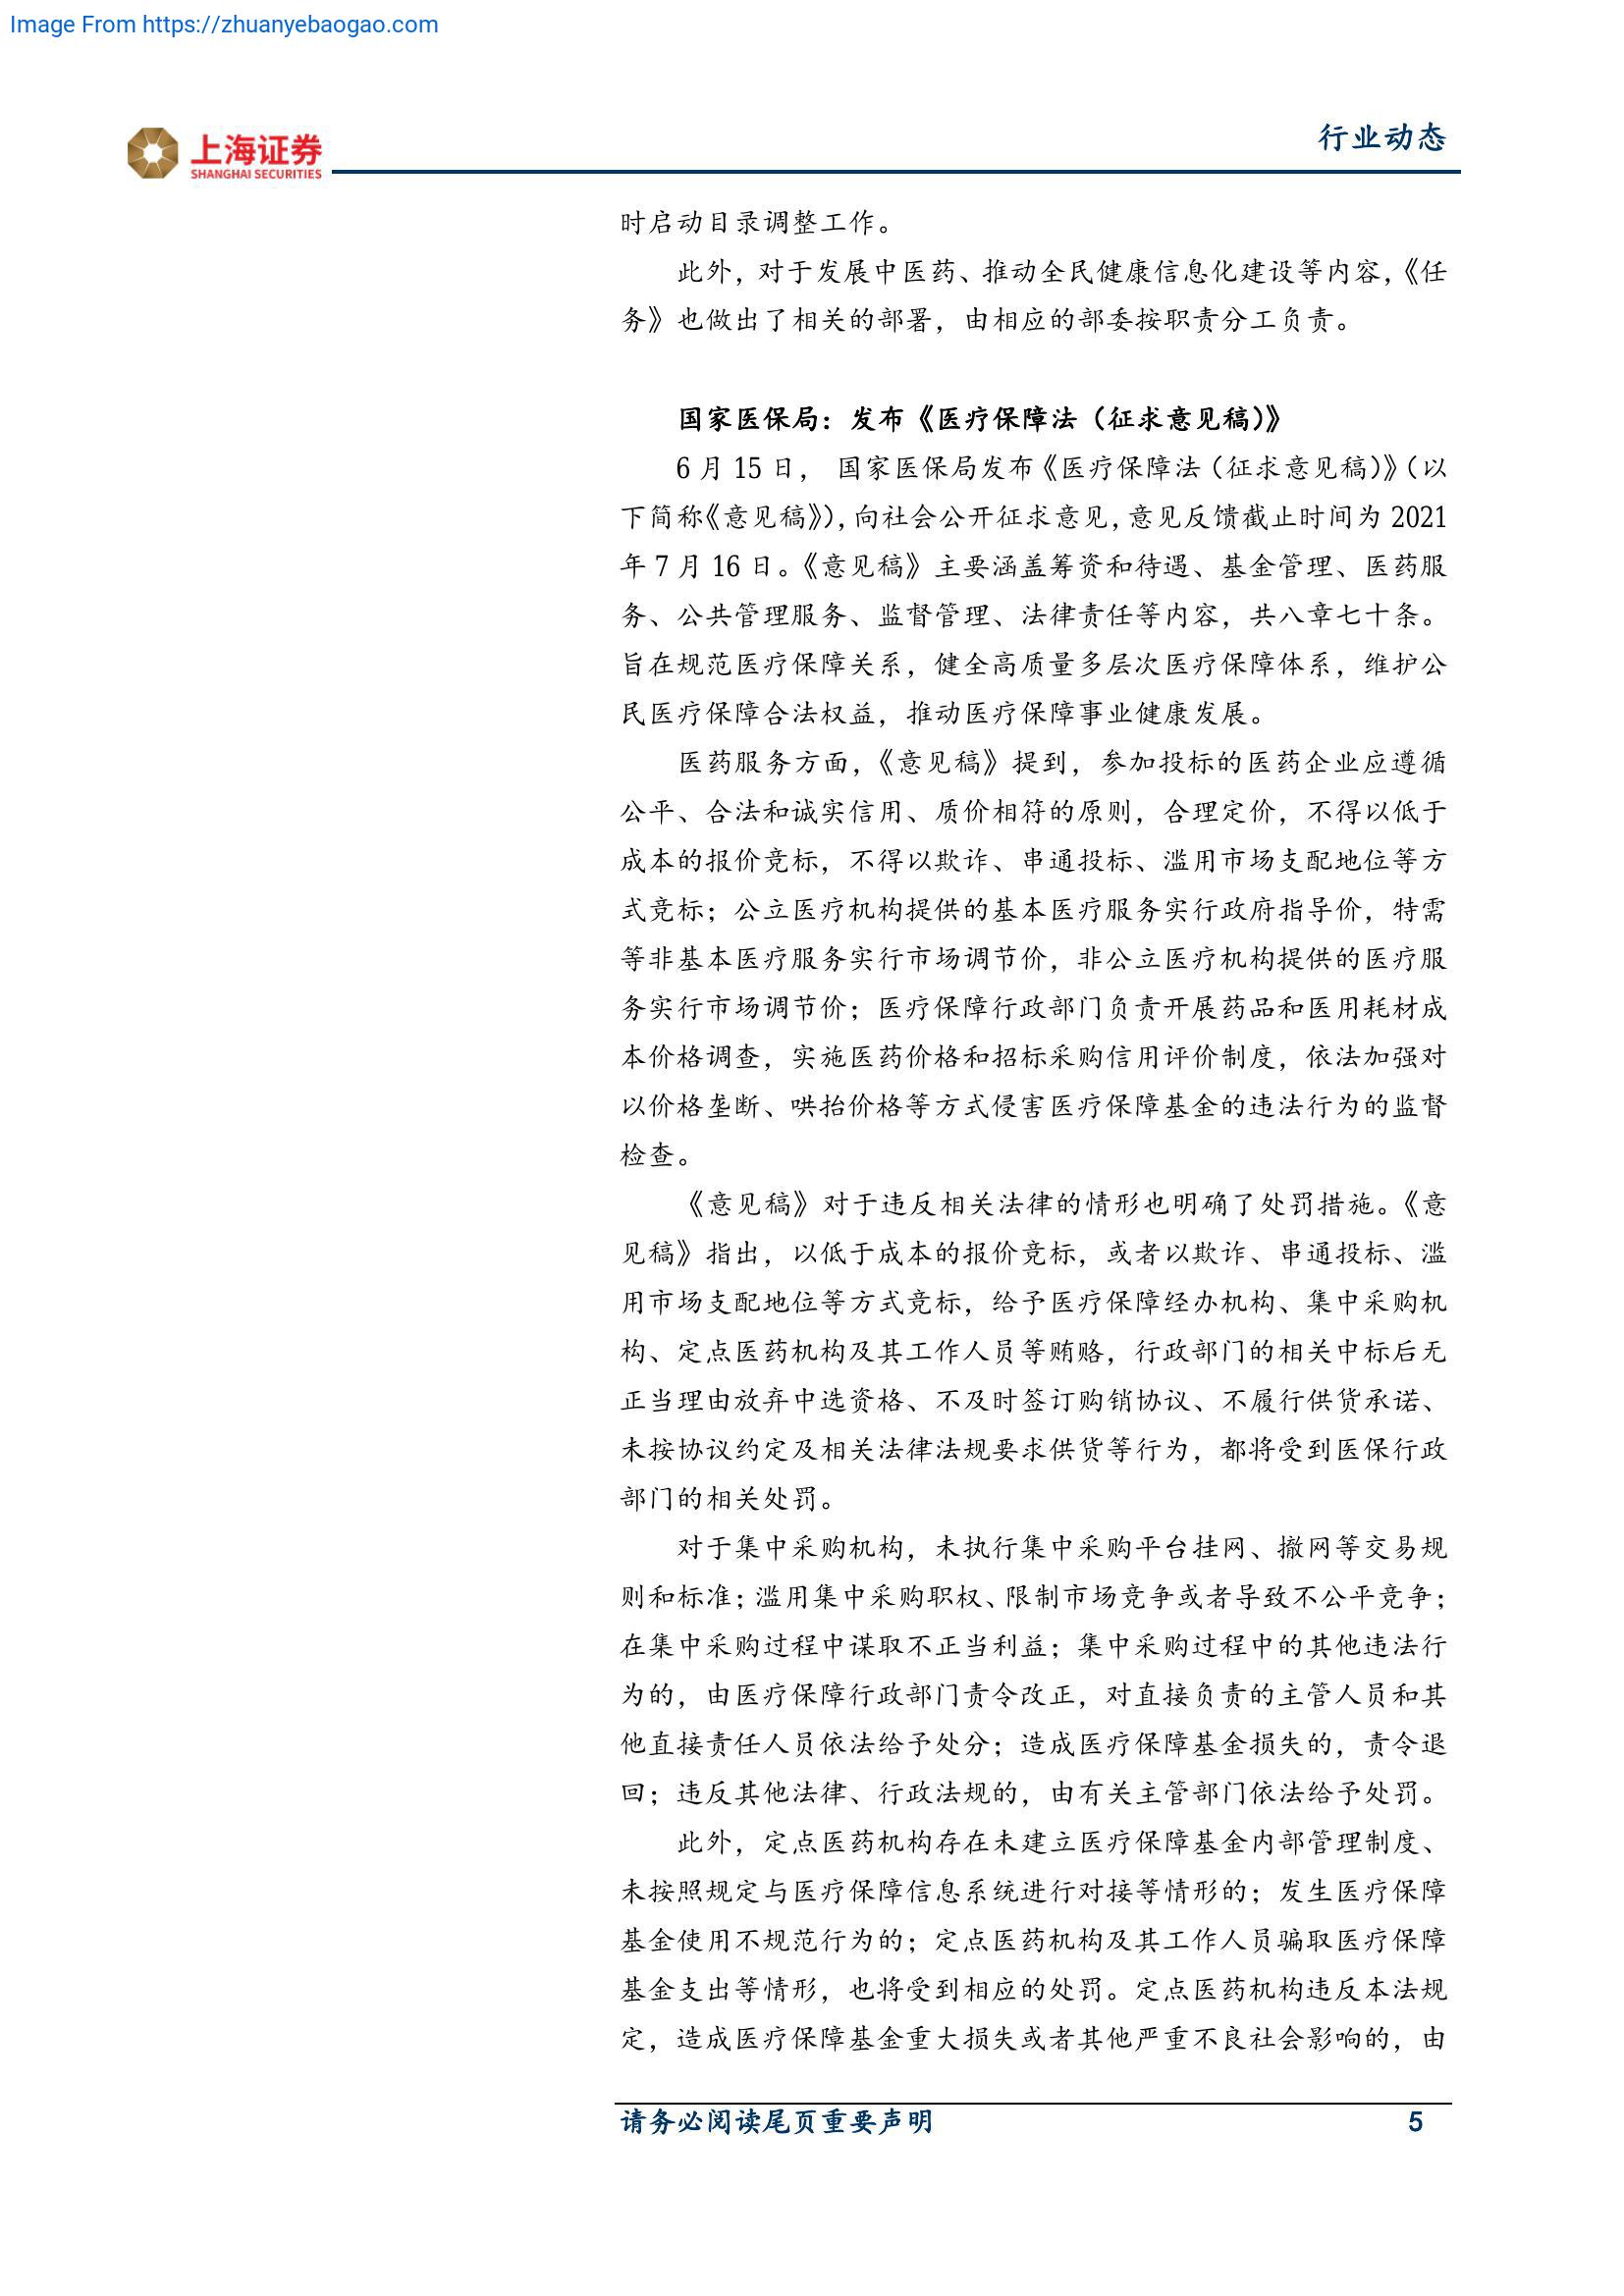 Image From https://zhuanyebaogao.com
上海证券
SHANGHAI SECURITIES
行业动态
时启动目录调整工作。
此外，对于发展中医药、推动全民健康信息化建设等内容，《任
务》也做出了相关的部署，由相应的部委按职责分工负责。
国家医保局：发布《医疗保障法（征求意见稿）》
6 月 15 日， 国家医保局发布《医疗保障法（征求意见稿）》（以
下简称《意见稿》），向社会公开征求意见，意见反馈截止时间为 2021
年 7 月 16 日。《意见稿》主要涵盖筹资和待遇、基金管理、医药服
务、公共管理服务、监督管理、法律责任等内容，共八章七十条。
旨在规范医疗保障关系，健全高质量多层次医疗保障体系，维护公
民医疗保障合法权益，推动医疗保障事业健康发展。
医药服务方面，《意见稿》提到，参加投标的医药企业应遵循
公平、合法和诚实信用、质价相符的原则，合理定价，不得以低于
成本的报价竞标，不得以欺诈、串通投标、滥用市场支配地位等方
式竞标；公立医疗机构提供的基本医疗服务实行政府指导价，特需
等非基本医疗服务实行市场调节价，非公立医疗机构提供的医疗服
务实行市场调节价；医疗保障行政部门负责开展药品和医用耗材成
本价格调查，实施医药价格和招标采购信用评价制度，依法加强对
以价格垄断、哄抬价格等方式侵害医疗保障基金的违法行为的监督
检查。
《意见稿》对于违反相关法律的情形也明确了处罚措施。《意
见稿》指出，以低于成本的报价竞标，或者以欺诈、串通投标、滥
用市场支配地位等方式竞标，给予医疗保障经办机构、集中采购机
构、定点医药机构及其工作人员等贿赂，行政部门的相关中标后无
正当理由放弃中选资格、不及时签订购销协议、不履行供货承诺、
未按协议约定及相关法律法规要求供货等行为，都将受到医保行政
部门的相关处罚。
对于集中采购机构，未执行集中采购平台挂网、撤网等交易规
则和标准；滥用集中采购职权、限制市场竞争或者导致不公平竞争；
在集中采购过程中谋取不正当利益；集中采购过程中的其他违法行
为的，由医疗保障行政部门责令改正，对直接负责的主管人员和其
他直接责任人员依法给予处分；造成医疗保障基金损失的，责令退
回；违反其他法律、行政法规的，由有关主管部门依法给予处罚。
此外，定点医药机构存在未建立医疗保障基金内部管理制度、
未按照规定与医疗保障信息系统进行对接等情形的；发生医疗保障
基金使用不规范行为的；定点医药机构及其工作人员骗取医疗保障
基金支出等情形，也将受到相应的处罚。定点医药机构违反本法规
定，造成医疗保障基金重大损失或者其他严重不良社会影响的，由
请务必阅读尾页重要声明
5